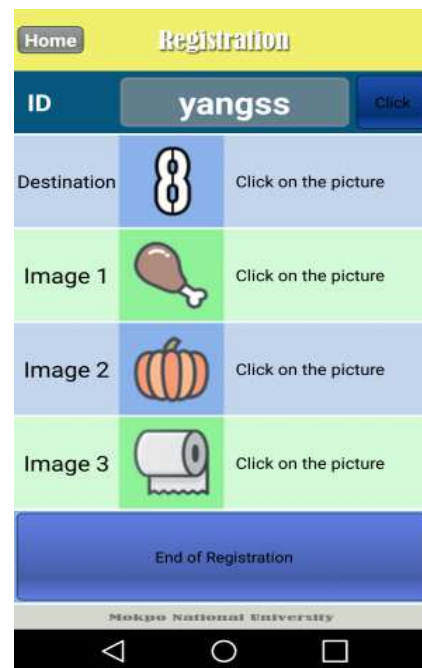 Home
Registration
ID
yangss
Click
Destination
8
Click on the picture
Image 1
Click on the picture
Image 2
Click on the picture
Image 3
Click on the picture
End of Registration
Mokpo National University